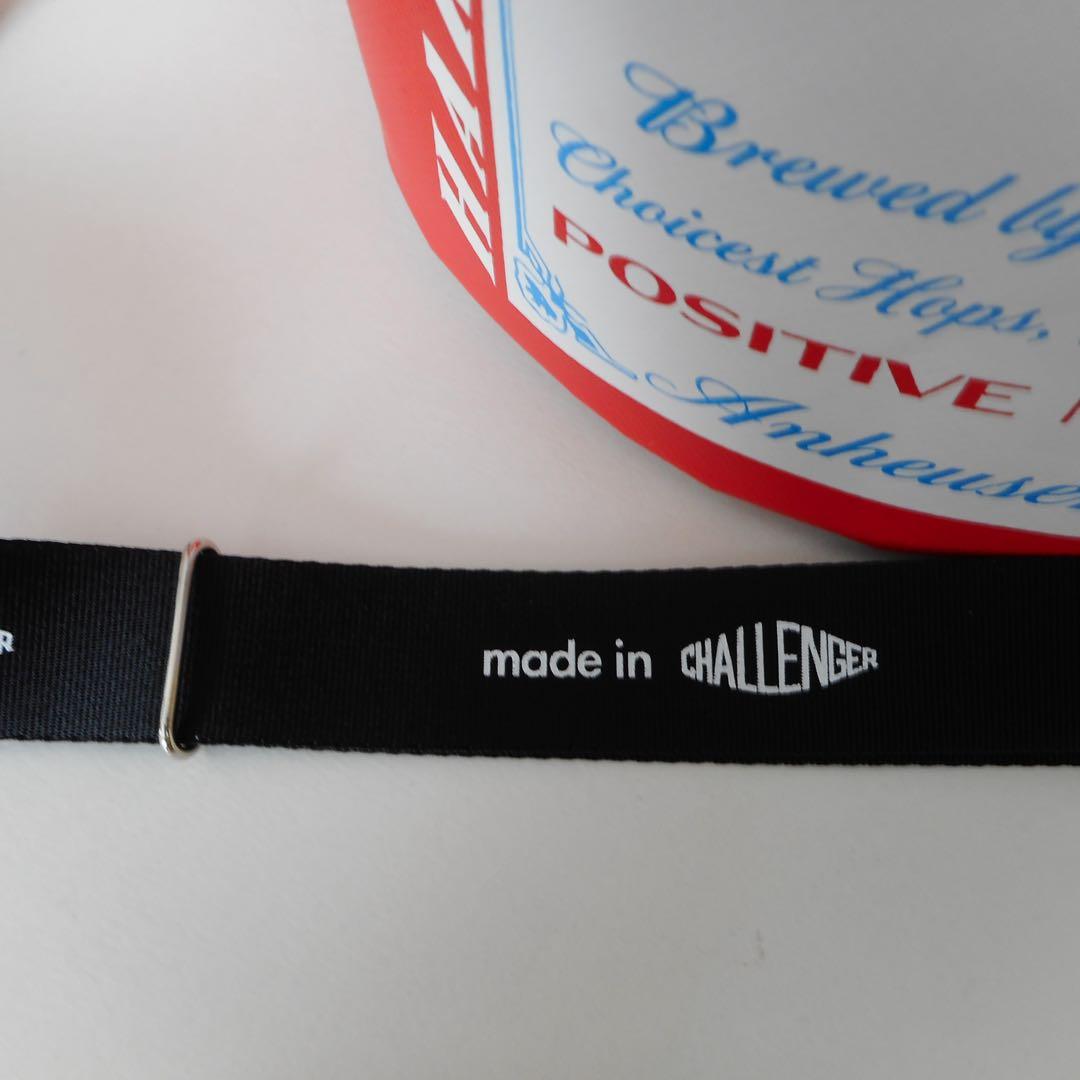 Brewed by
Choicest Hops,
POSITIVE
Anheuser
made in CHALLENGER